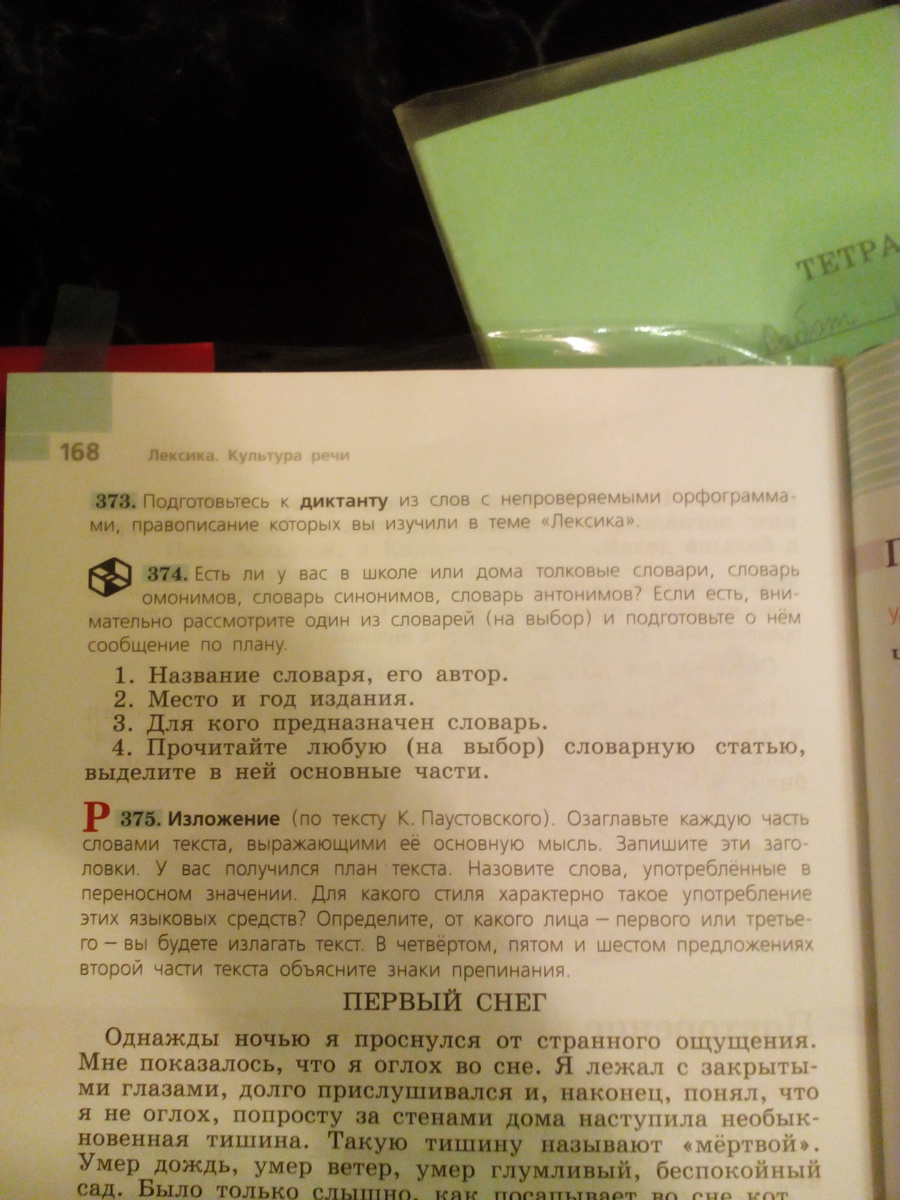 ТЕТРА
работ
168 Лексика. Культура речи
373. Подготовьтесь к диктанту из слов с непроверяемыми орфограмма-
ми, правописание которых вы изучили в теме «Лексика».
374. Есть ли у вас в школе или дома толковые словари, словарь
омонимов, словарь синонимов, словарь антонимов? Если есть, вни-
мательно рассмотрите один из словарей (на выбор) и подготовьте о нём
сообщение по плану.
1. Название словаря, его автор.
2. Место и год издания.
3. Для кого предназначен словарь.
4. Прочитайте любую (на выбор) словарную статью,
выделите в ней основные части.
Р 375. Изложение (по тексту К. Паустовского). Озаглавьте каждую часть
словами текста, выражающими её основную мысль. Запишите эти заго-
ловки. У вас получился план текста. Назовите слова, употреблённые в
переносном значении. Для какого стиля характерно такое употребление
этих языковых средств? Определите, от какого лица – первого или третье-
го – вы будете излагать текст. В четвёртом, пятом и шестом предложениях
второй части текста объясните знаки препинания.
ПЕРВЫЙ СНЕГ
Однажды ночью я проснулся от странного ощущения.
Мне показалось, что я оглох во сне. Я лежал с закрыты-
ми глазами, долго прислушивался и, наконец, понял, что
я не оглох, попросту за стенами дома наступила необык-
новенная тишина. Такую тишину называют «мёртвой».
Умер дождь, умер ветер, умер глумливый, беспокойный
сад. Было только слышно, как посапывает во сне кот.